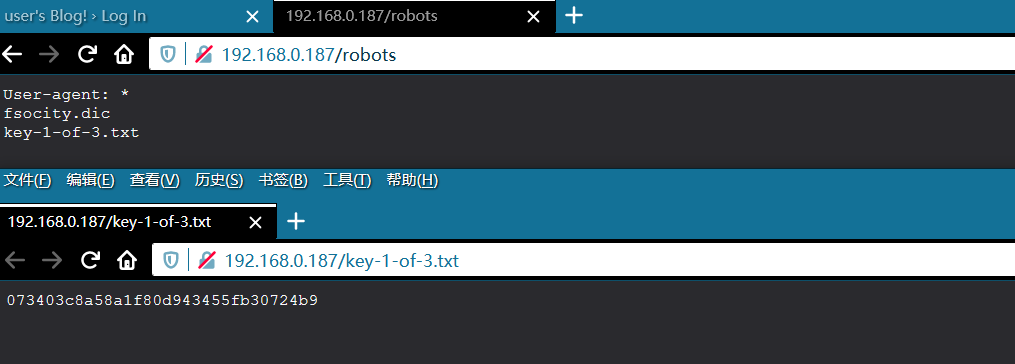 user's Blog! › Log In
192.168.0.187/robots
192.168.0.187/robots
User-agent: *
fsocity.dic
key-1-of-3.txt
文件(F) 编辑(E) 查看(V) 历史(S) 书签(B) 工具(T) 帮助(H)
192.168.0.187/key-1-of-3.txt
192.168.0.187/key-1-of-3.txt
073403c8a58a1f80d943455fb30724b9